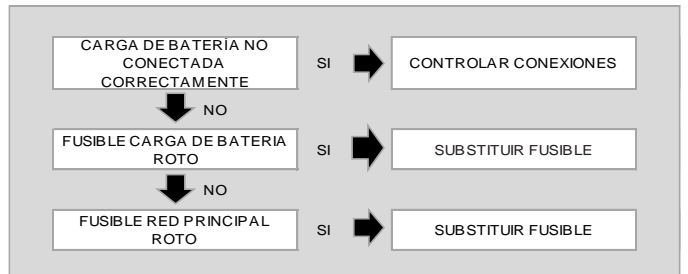 CARGA DE BATERÍA NO
CONECTADA
CORRECTAMENTE
SI
CONTROLAR CONEXIONES
NO
FUSIBLE CARGA DE BATERIA
ROTO
SI
SUBSTITUIR FUSIBLE
NO
FUSIBLE RED PRINCIPAL
ROTO
SI
SUBSTITUIR FUSIBLE